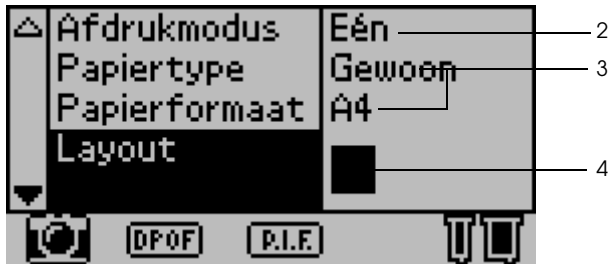 Afdrukmodus Eén 2
Papiertype Gewoon 3
Papierformaat A4
Layout 4
DPOF P.I.F.